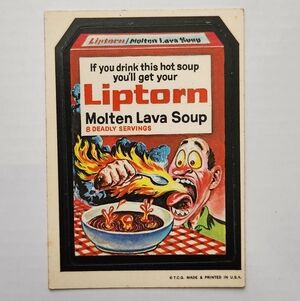 Liptorn/Molten Lava Soup
If you drink this hot soup
you'll get your
Liptorn
Molten Lava Soup
8 DEADLY SERVINGS
© T.C.G. MADE & PRINTED IN U.S.A.